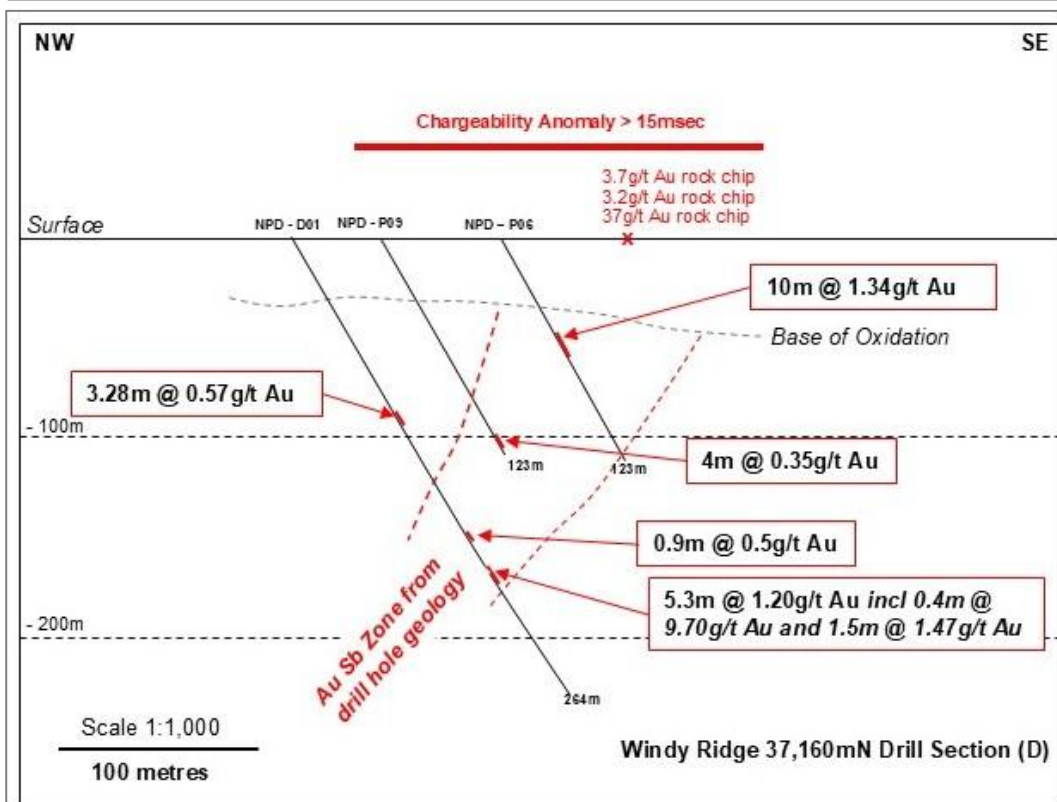 NW
SE
Chargeability Anomaly > 15msec
3.7g/t Au rock chip
3.2g/t Au rock chip
37g/t Au rock chip
Surface
NPD - D01
NPD - P09
NPD – P06
x
10m @ 1.34g/t Au
Base of Oxidation
3.28m @ 0.57g/t Au
- 100m
4m @ 0.35g/t Au
123m
123m
0.9m @ 0.5g/t Au
5.3m @ 1.20g/t Au incl 0.4m @
9.70g/t Au and 1.5m @ 1.47g/t Au
Au Sb Zone from
drill hole geology
- 200m
264m
Scale 1:1,000
100 metres
Windy Ridge 37,160mN Drill Section (D)